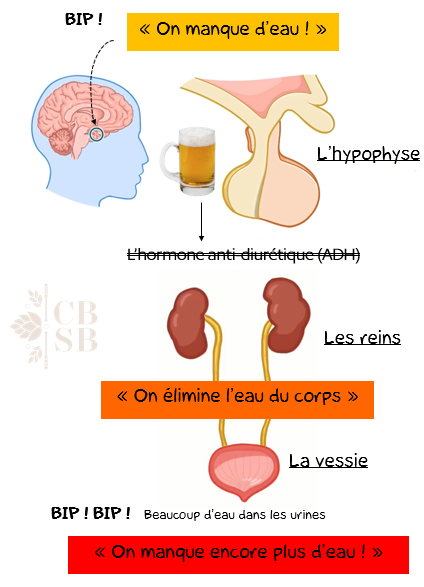 BIP !
« On manque d'eau ! »
L'hypophyse
L'hormone anti-diurétique (ADH)
CB
SB
Les reins
« On élimine l'eau du corps »
La vessie
BIP ! BIP ! Beaucoup d'eau dans les urines
« On manque encore plus d'eau ! »